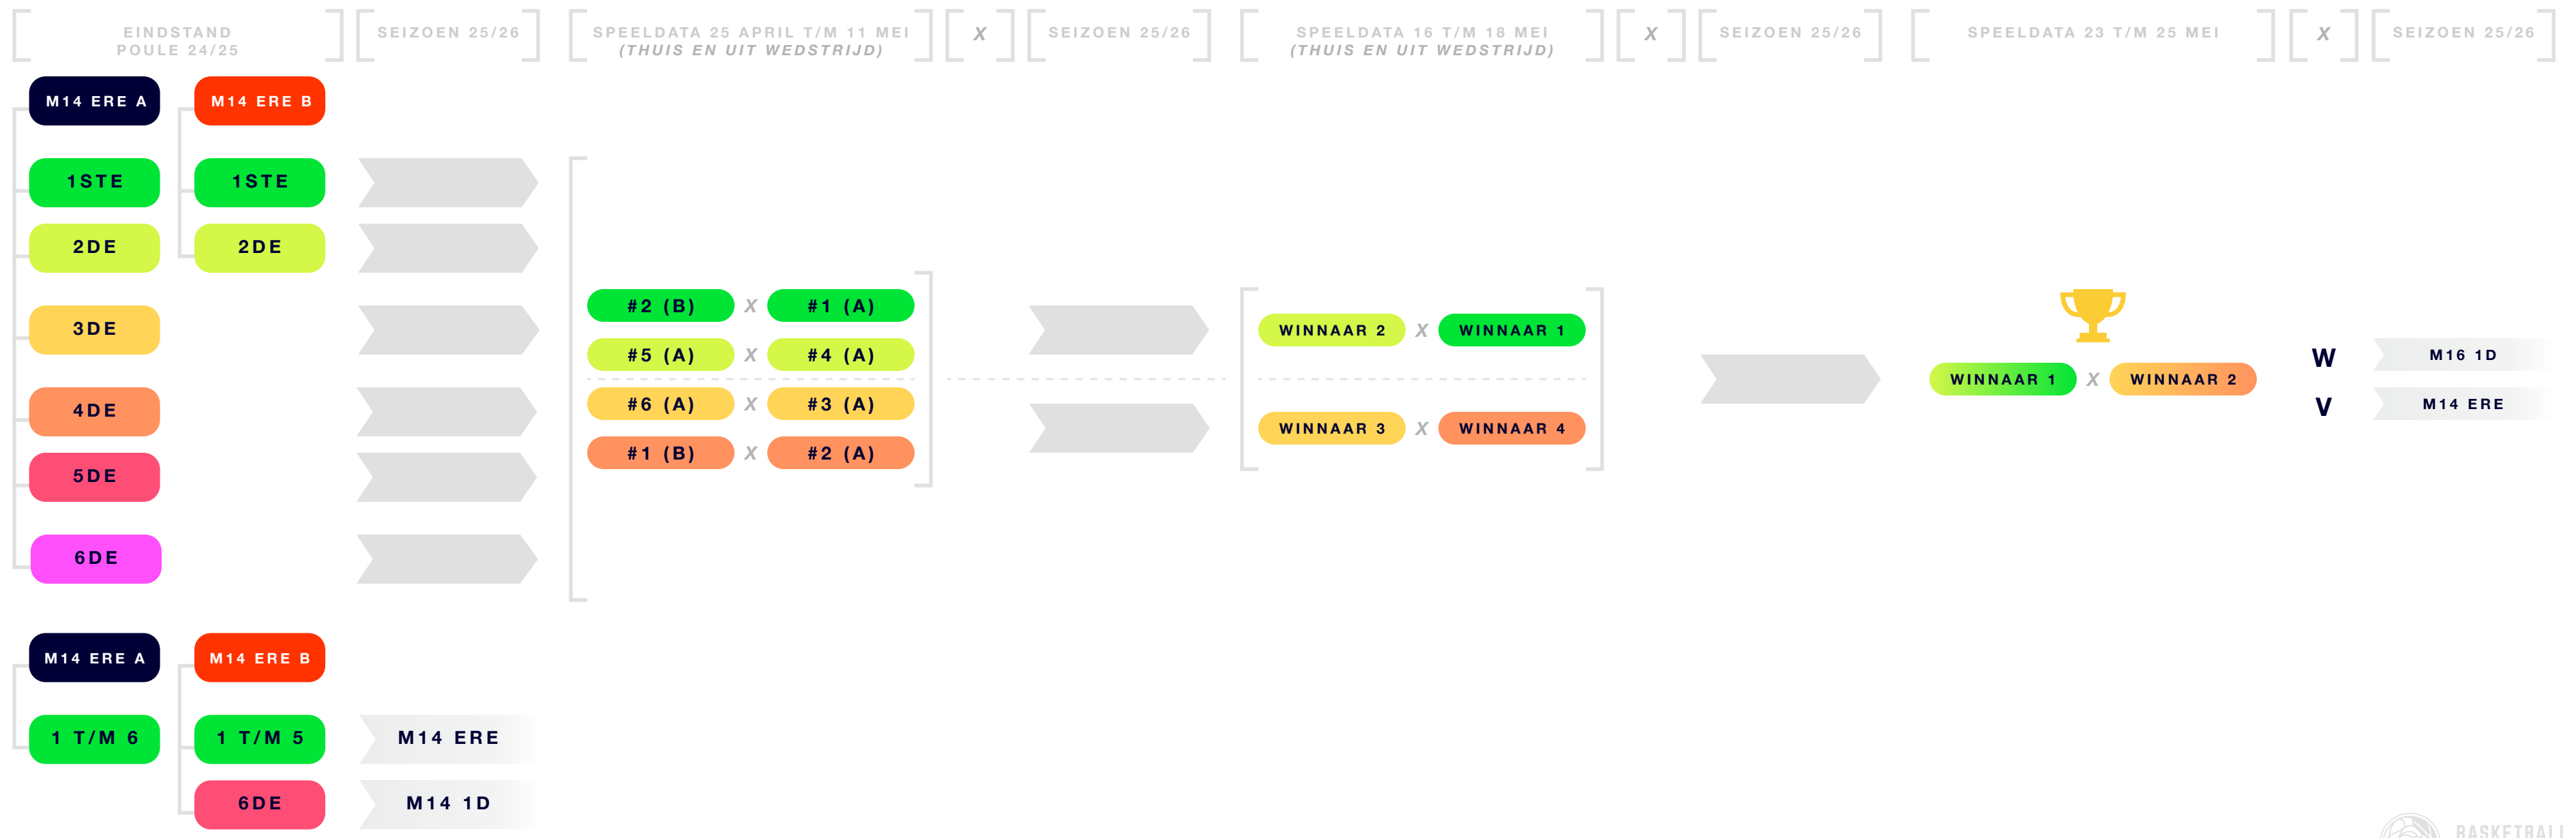 EINDSTAND
POULE 24/25
SEIZOEN 25/26
SPEELDATA 25 APRIL T/M 11 MEI
(THUIS EN UIT WEDSTRIJD)
X
SEIZOEN 25/26
SPEELDATA 16 T/M 18 MEI
(THUIS EN UIT WEDSTRIJD)
X
SEIZOEN 25/26
SPEELDATA 23 T/M 25 MEI
X
SEIZOEN 25/26
M14 ERE A
M14 ERE B
1STE
1STE
2DE
2DE
3DE
4DE
5DE
6DE
#2 (B) X #1 (A)
#5 (A) X #4 (A)
#6 (A) X #3 (A)
#1 (B) X #2 (A)
WINNAAR 2 X WINNAAR 1
WINNAAR 3 X WINNAAR 4
WINNAAR 1 X WINNAAR 2
W M16 1D
V M14 ERE
M14 ERE A
M14 ERE B
1 T/M 6
1 T/M 5
M14 ERE
6DE
M14 1D
BASKETBALL